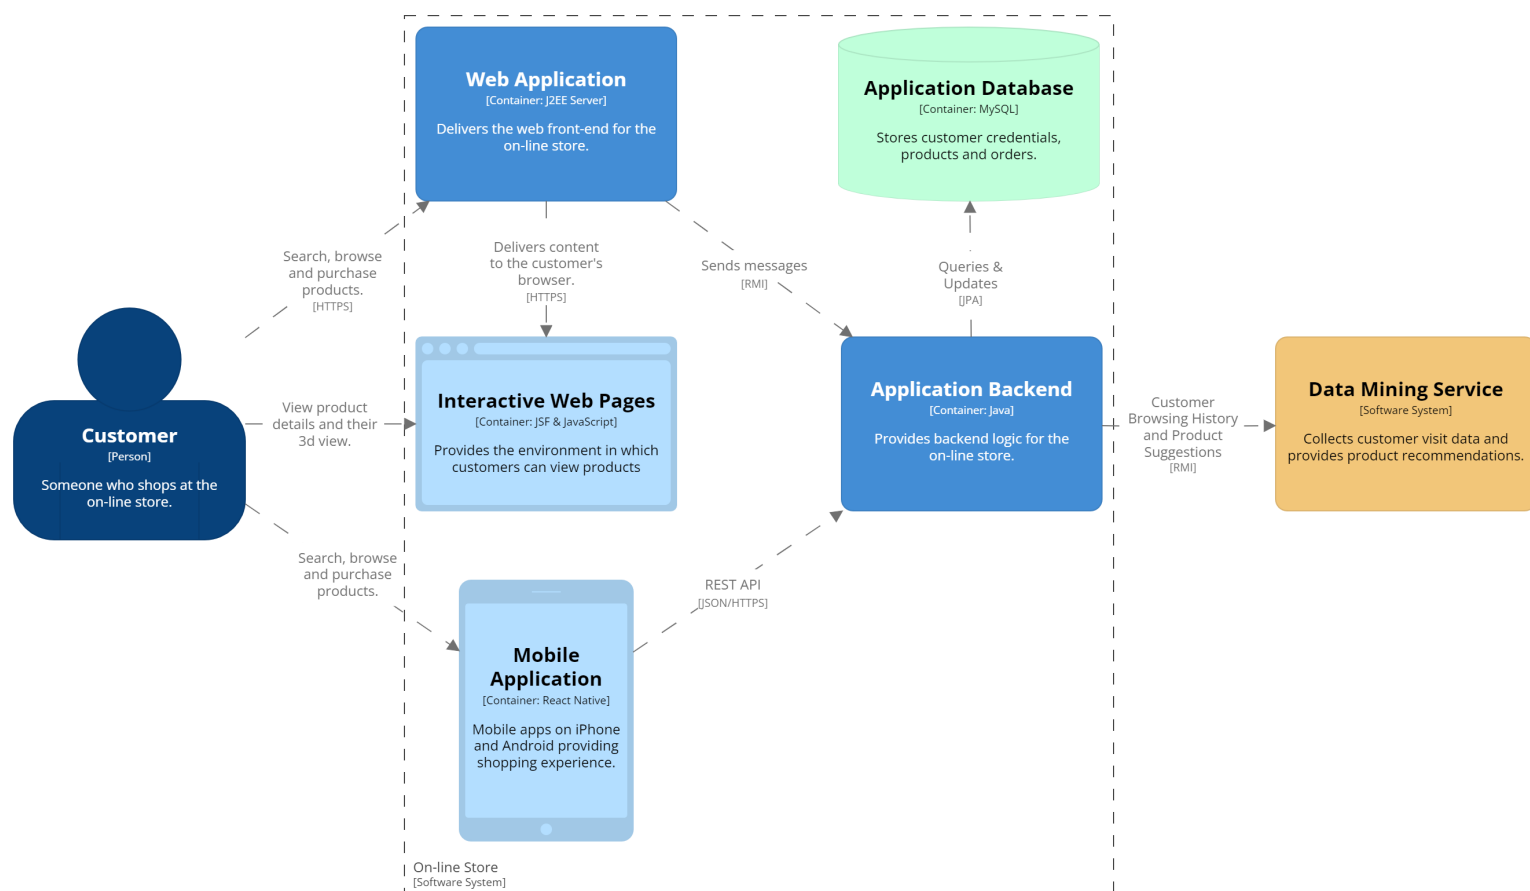 Web Application
[Container: J2EE Server]
Delivers the web front-end for the
on-line store.
Application Database
[Container: MySQL]
Stores customer credentials,
products and orders.
Search, browse
and purchase
products.
[HTTPS]
Delivers content
to the customer's
browser.
[HTTPS]
Sends messages
[RMI]
Queries &
Updates
[JPA]
Customer
[Person]
Someone who shops at the
on-line store.
View product
details and their
3d view.
Interactive Web Pages
[Container: JSF & JavaScript]
Provides the environment in which
customers can view products
Application Backend
[Container: Java]
Provides backend logic for the
on-line store.
Customer
Browsing History
and Product
Suggestions
[RMI]
Data Mining Service
[Software System]
Collects customer visit data and
provides product recommendations.
Search, browse
and purchase
products.
REST API
[JSON/HTTPS]
Mobile
Application
[Container: React Native]
Mobile apps on iPhone
and Android providing
shopping experience.
On-line Store
[Software System]